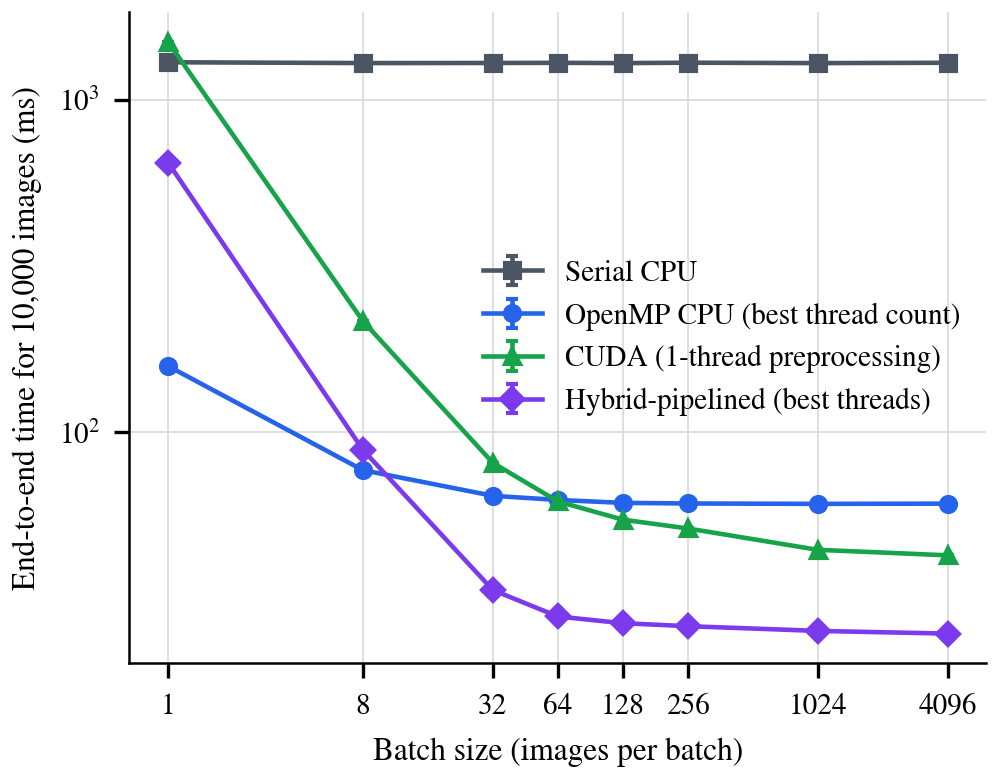 End-to-end time for 10,000 images (ms)
10³
10²
Serial CPU
OpenMP CPU (best thread count)
CUDA (1-thread preprocessing)
Hybrid-pipelined (best threads)
1 8 32 64 128 256 1024 4096
Batch size (images per batch)